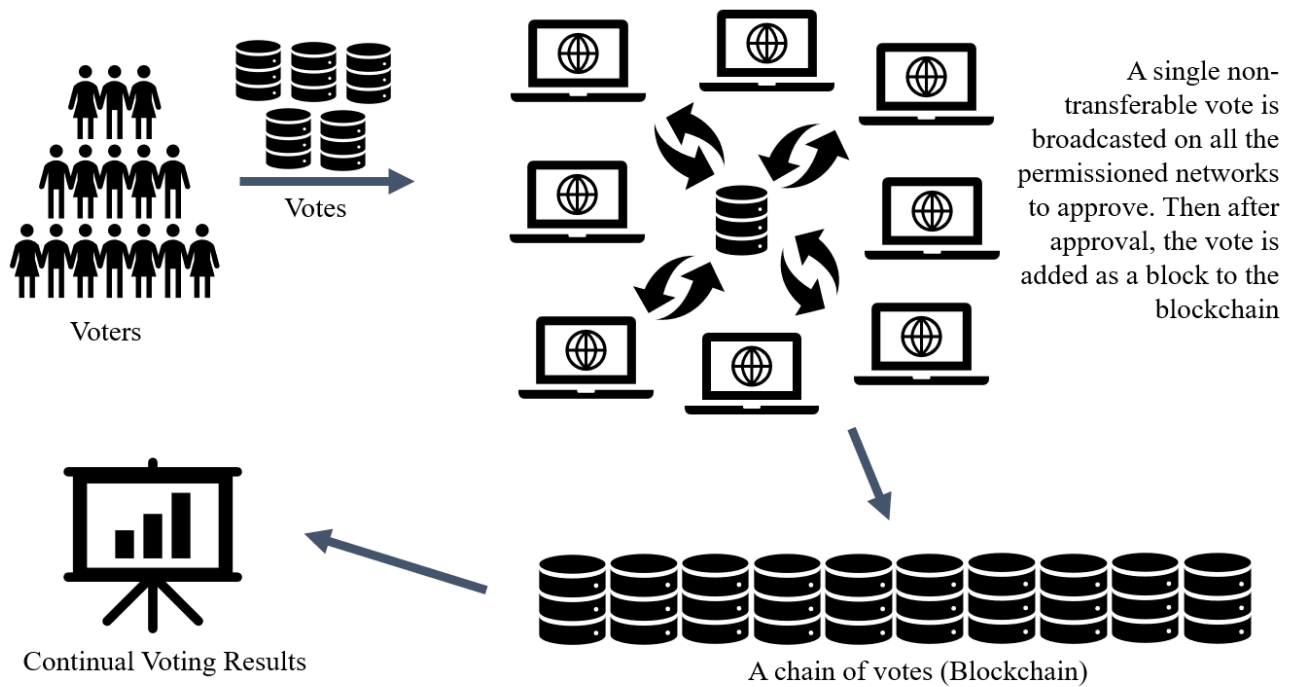 Voters
Votes
A single non-
transferable vote is
broadcasted on all the
permissioned networks
to approve. Then after
approval, the vote is
added as a block to the
blockchain
Continual Voting Results
A chain of votes (Blockchain)